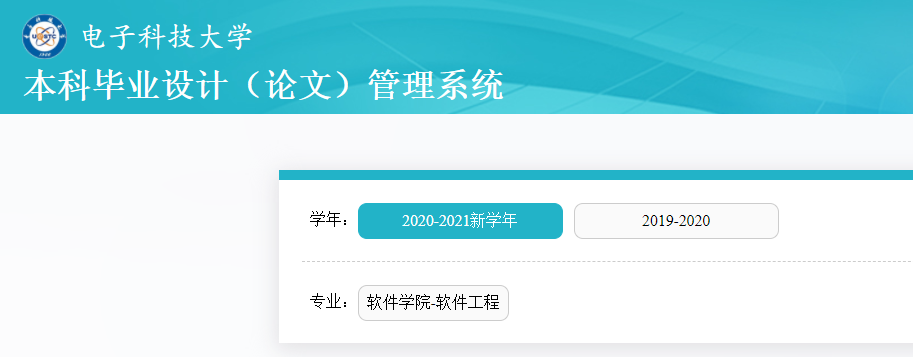 电子科技大学
本科毕业设计（论文）管理系统
学年： 2020-2021新学年 2019-2020
专业： 软件学院-软件工程